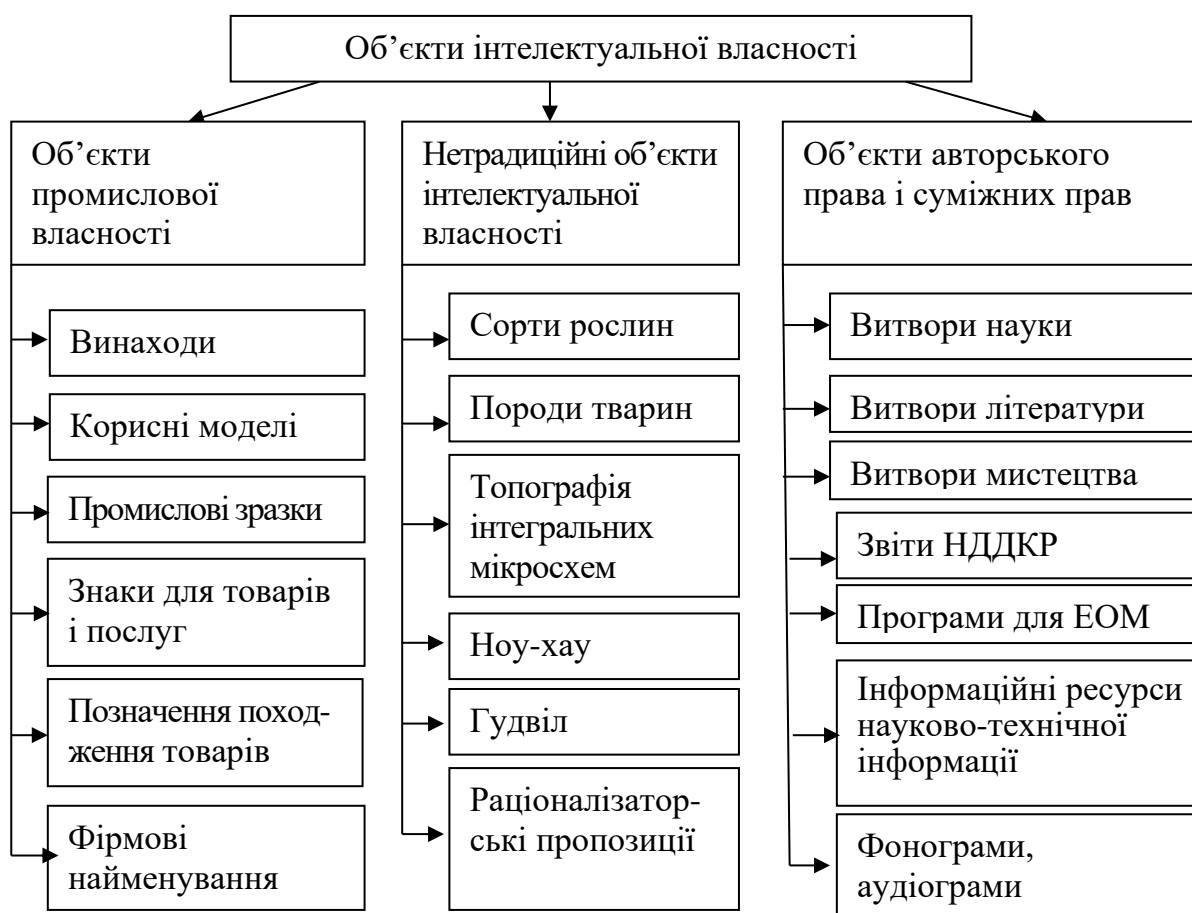 Об’єкти інтелектуальної власності
Об’єкти
промислової
власності
Винаходи
Корисні моделі
Промислові зразки
Знаки для товарів
і послуг
Позначення поход-
ження товарів
Фірмові
найменування
Нетрадиційні об’єкти
інтелектуальної
власності
Сорти рослин
Породи тварин
Топографія
інтегральних
мікросхем
Ноу-хау
Гудвіл
Раціоналізатор-
ські пропозиції
Об’єкти авторського
права і суміжних прав
Витвори науки
Витвори літератури
Витвори мистецтва
Звіти НДДКР
Програми для ЕОМ
Інформаційні ресурси
науково-технічної
інформації
Фонограми,
аудіограми